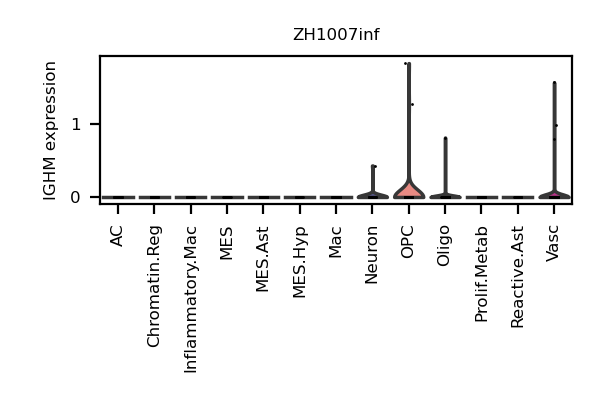 ZH1007inf
IGHM expression
1
0
AC
Chromatin.Reg
Inflammatory.Mac
MES
MES.Ast
MES.Hyp
Mac
Neuron
OPC
Oligo
Prolif.Metab
Reactive.Ast
Vasc